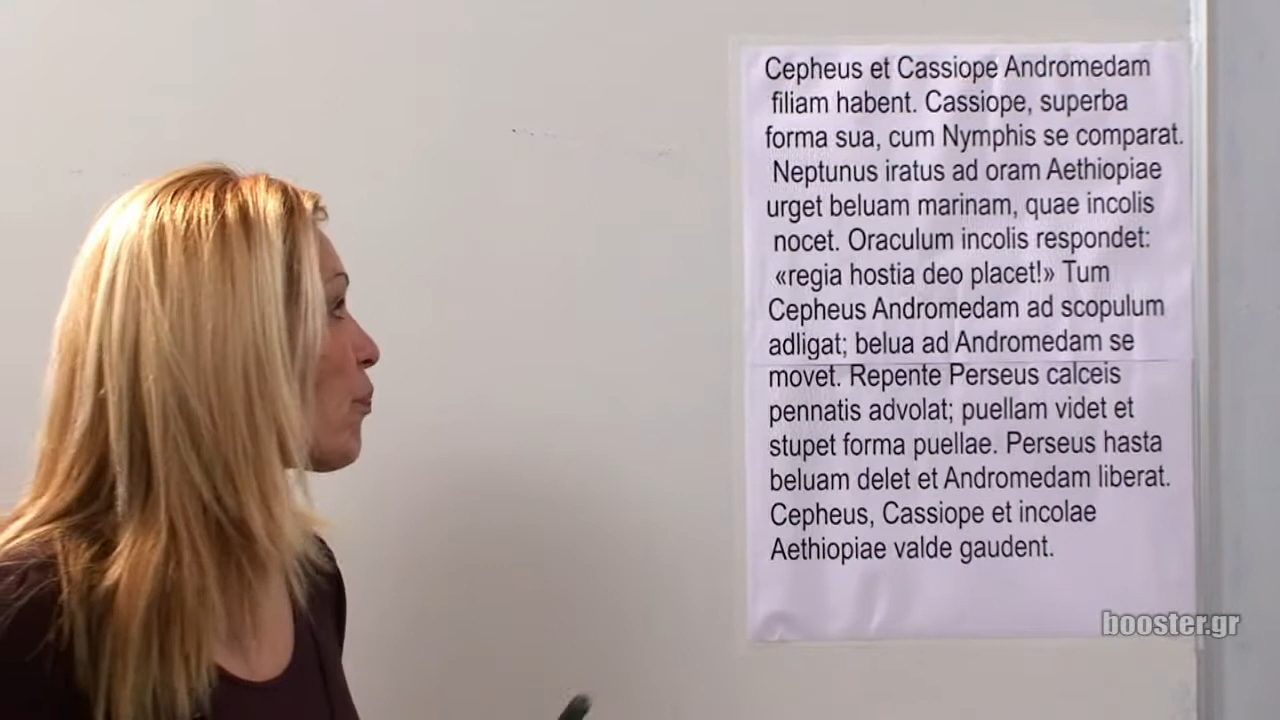 Cepheus et Cassiope Andromedam
filiam habent. Cassiope, superba
forma sua, cum Nymphis se comparat.
Neptunus iratus ad oram Aethiopiae
urget beluam marinam, quae incolis
nocet. Oraculum incolis respondet:
«regia hostia deo placet!» Tum
Cepheus Andromedam ad scopulum
adligat; belua ad Andromedam se
movet. Repente Perseus calceis
pennatis advolat; puellam videt et
stupet forma puellae. Perseus hasta
beluam delet et Andromedam liberat.
Cepheus, Cassiope et incolae
Aethiopiae valde gaudent.
booster.gr